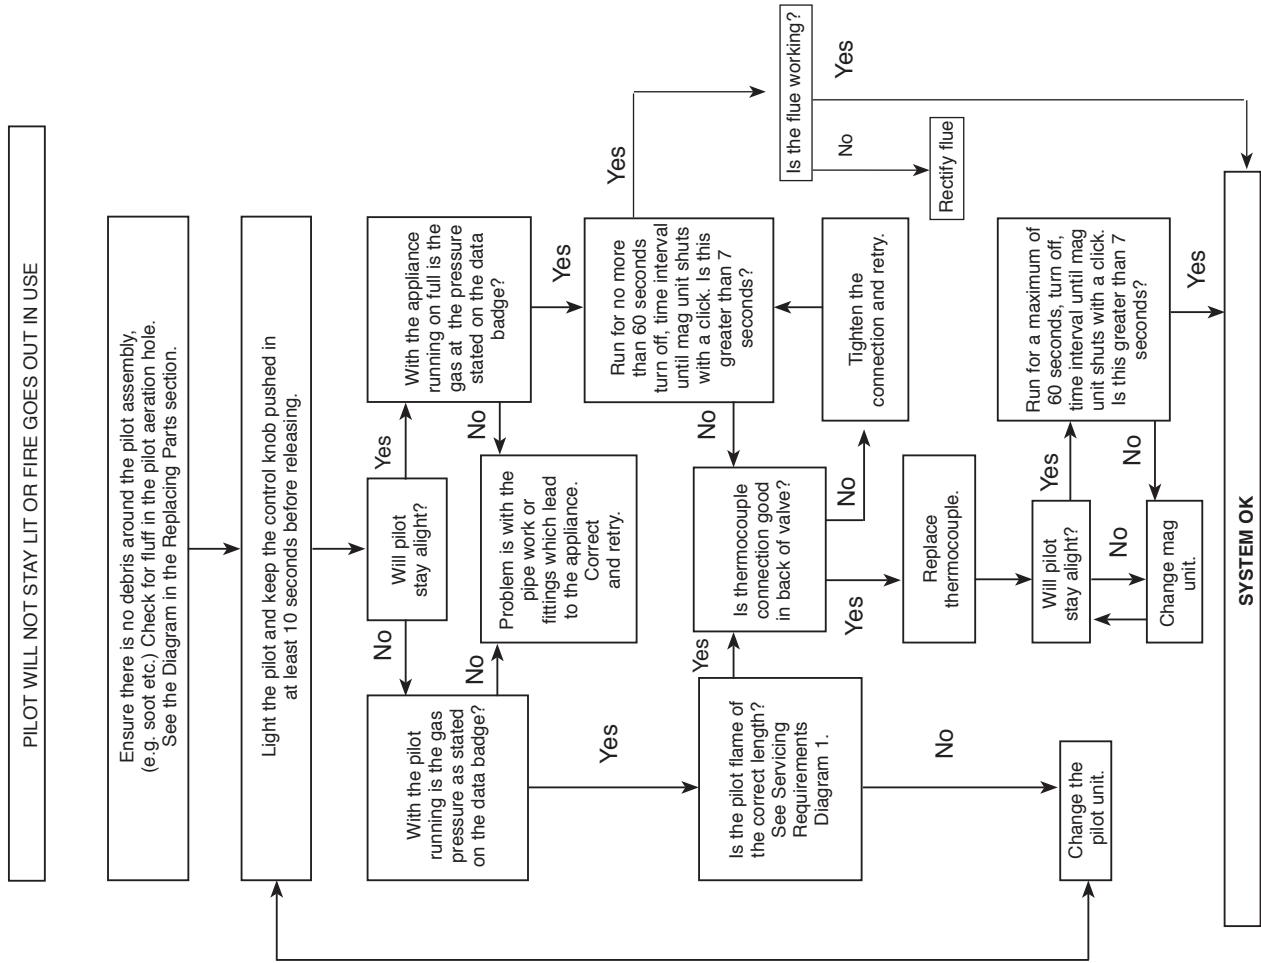 PILOT WILL NOT STAY LIT OR FIRE GOES OUT IN USE
Ensure there is no debris around the pilot assembly,
(e.g. soot etc.) Check for fluff in the pilot aeration hole.
See the Diagram in the Replacing Parts section.
Light the pilot and keep the control knob pushed in
at least 10 seconds before releasing.
Will pilot
stay alight?
No
Yes
With the pilot
running is the gas
pressure as stated
on the data badge?
No
Yes
With the appliance
running on full is the
gas at the pressure
stated on the data
badge?
No
Yes
Problem is with the
pipe work or
fittings which lead
to the appliance.
Correct
and retry.
Is the pilot flame of
the correct length?
See Servicing
Requirements
Diagram 1.
Yes
No
Run for no more
than 60 seconds
turn off, time interval
until mag unit shuts
with a click. Is this
greater than 7
seconds?
No
Yes
Is thermocouple
connection good
in back of valve?
Yes
No
Tighten the
connection and retry.
Is the flue working?
No
Yes
Rectify flue
Replace
thermocouple.
Will pilot
stay alight?
Yes
No
Run for a maximum of
60 seconds, turn off,
time interval until mag
unit shuts with a click.
Is this greater than 7
seconds?
No
Yes
Change the
pilot unit.
Change mag
unit.
SYSTEM OK